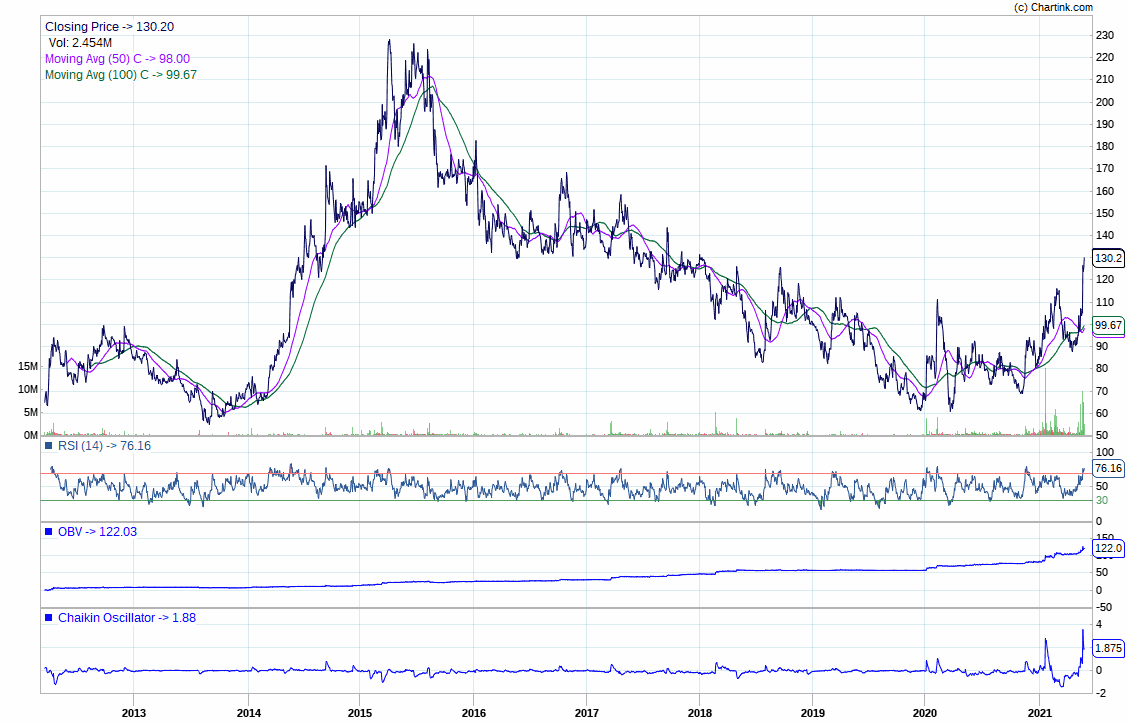 (c) Chartink.com
Closing Price -> 130.20
Vol: 2.454M
Moving Avg (50) C -> 98.00
Moving Avg (100) C -> 99.67
230
220
210
200
190
180
170
160
150
140
130.2
120
110
99.67
90
80
70
60
50
15M
10M
5M
0M
RSI (14) -> 76.16
100
76.16
50
30
0
OBV -> 122.03
150
122.0
50
0
-50
Chaikin Oscillator -> 1.88
4
1.875
0
-2
2013 2014 2015 2016 2017 2018 2019 2020 2021